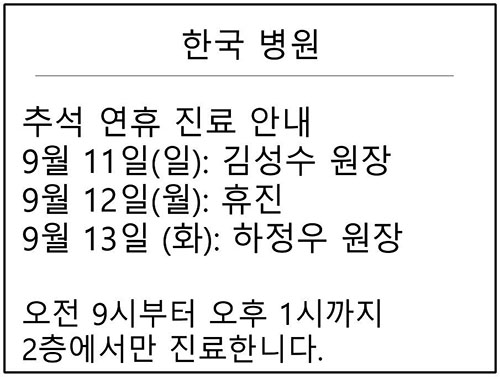 한국 병원
추석 연휴 진료 안내
9월 11일(일): 김성수 원장
9월 12일(월): 휴진
9월 13일 (화): 하정우 원장
오전 9시부터 오후 1시까지
2층에서만 진료한니다.